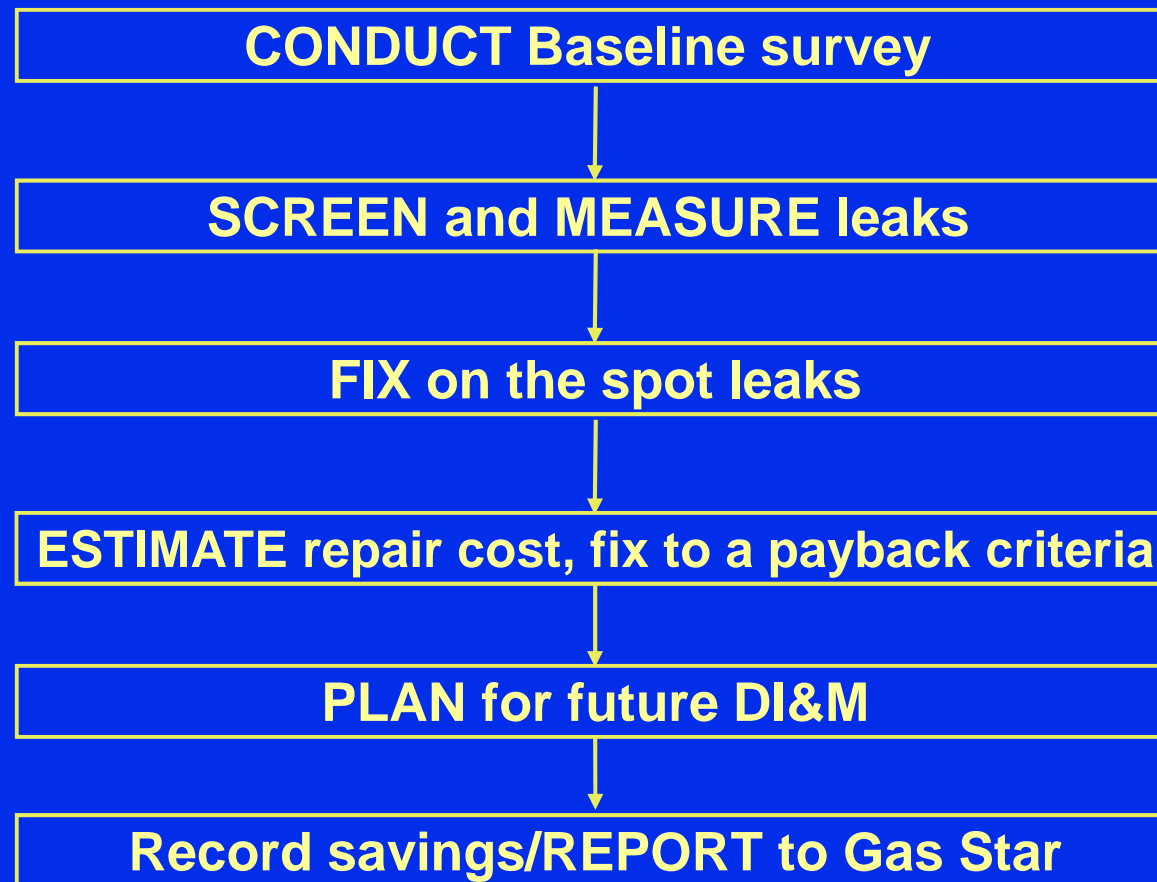 CONDUCT Baseline survey
SCREEN and MEASURE leaks
FIX on the spot leaks
ESTIMATE repair cost, fix to a payback criteria
PLAN for future DI&M
Record savings/REPORT to Gas Star